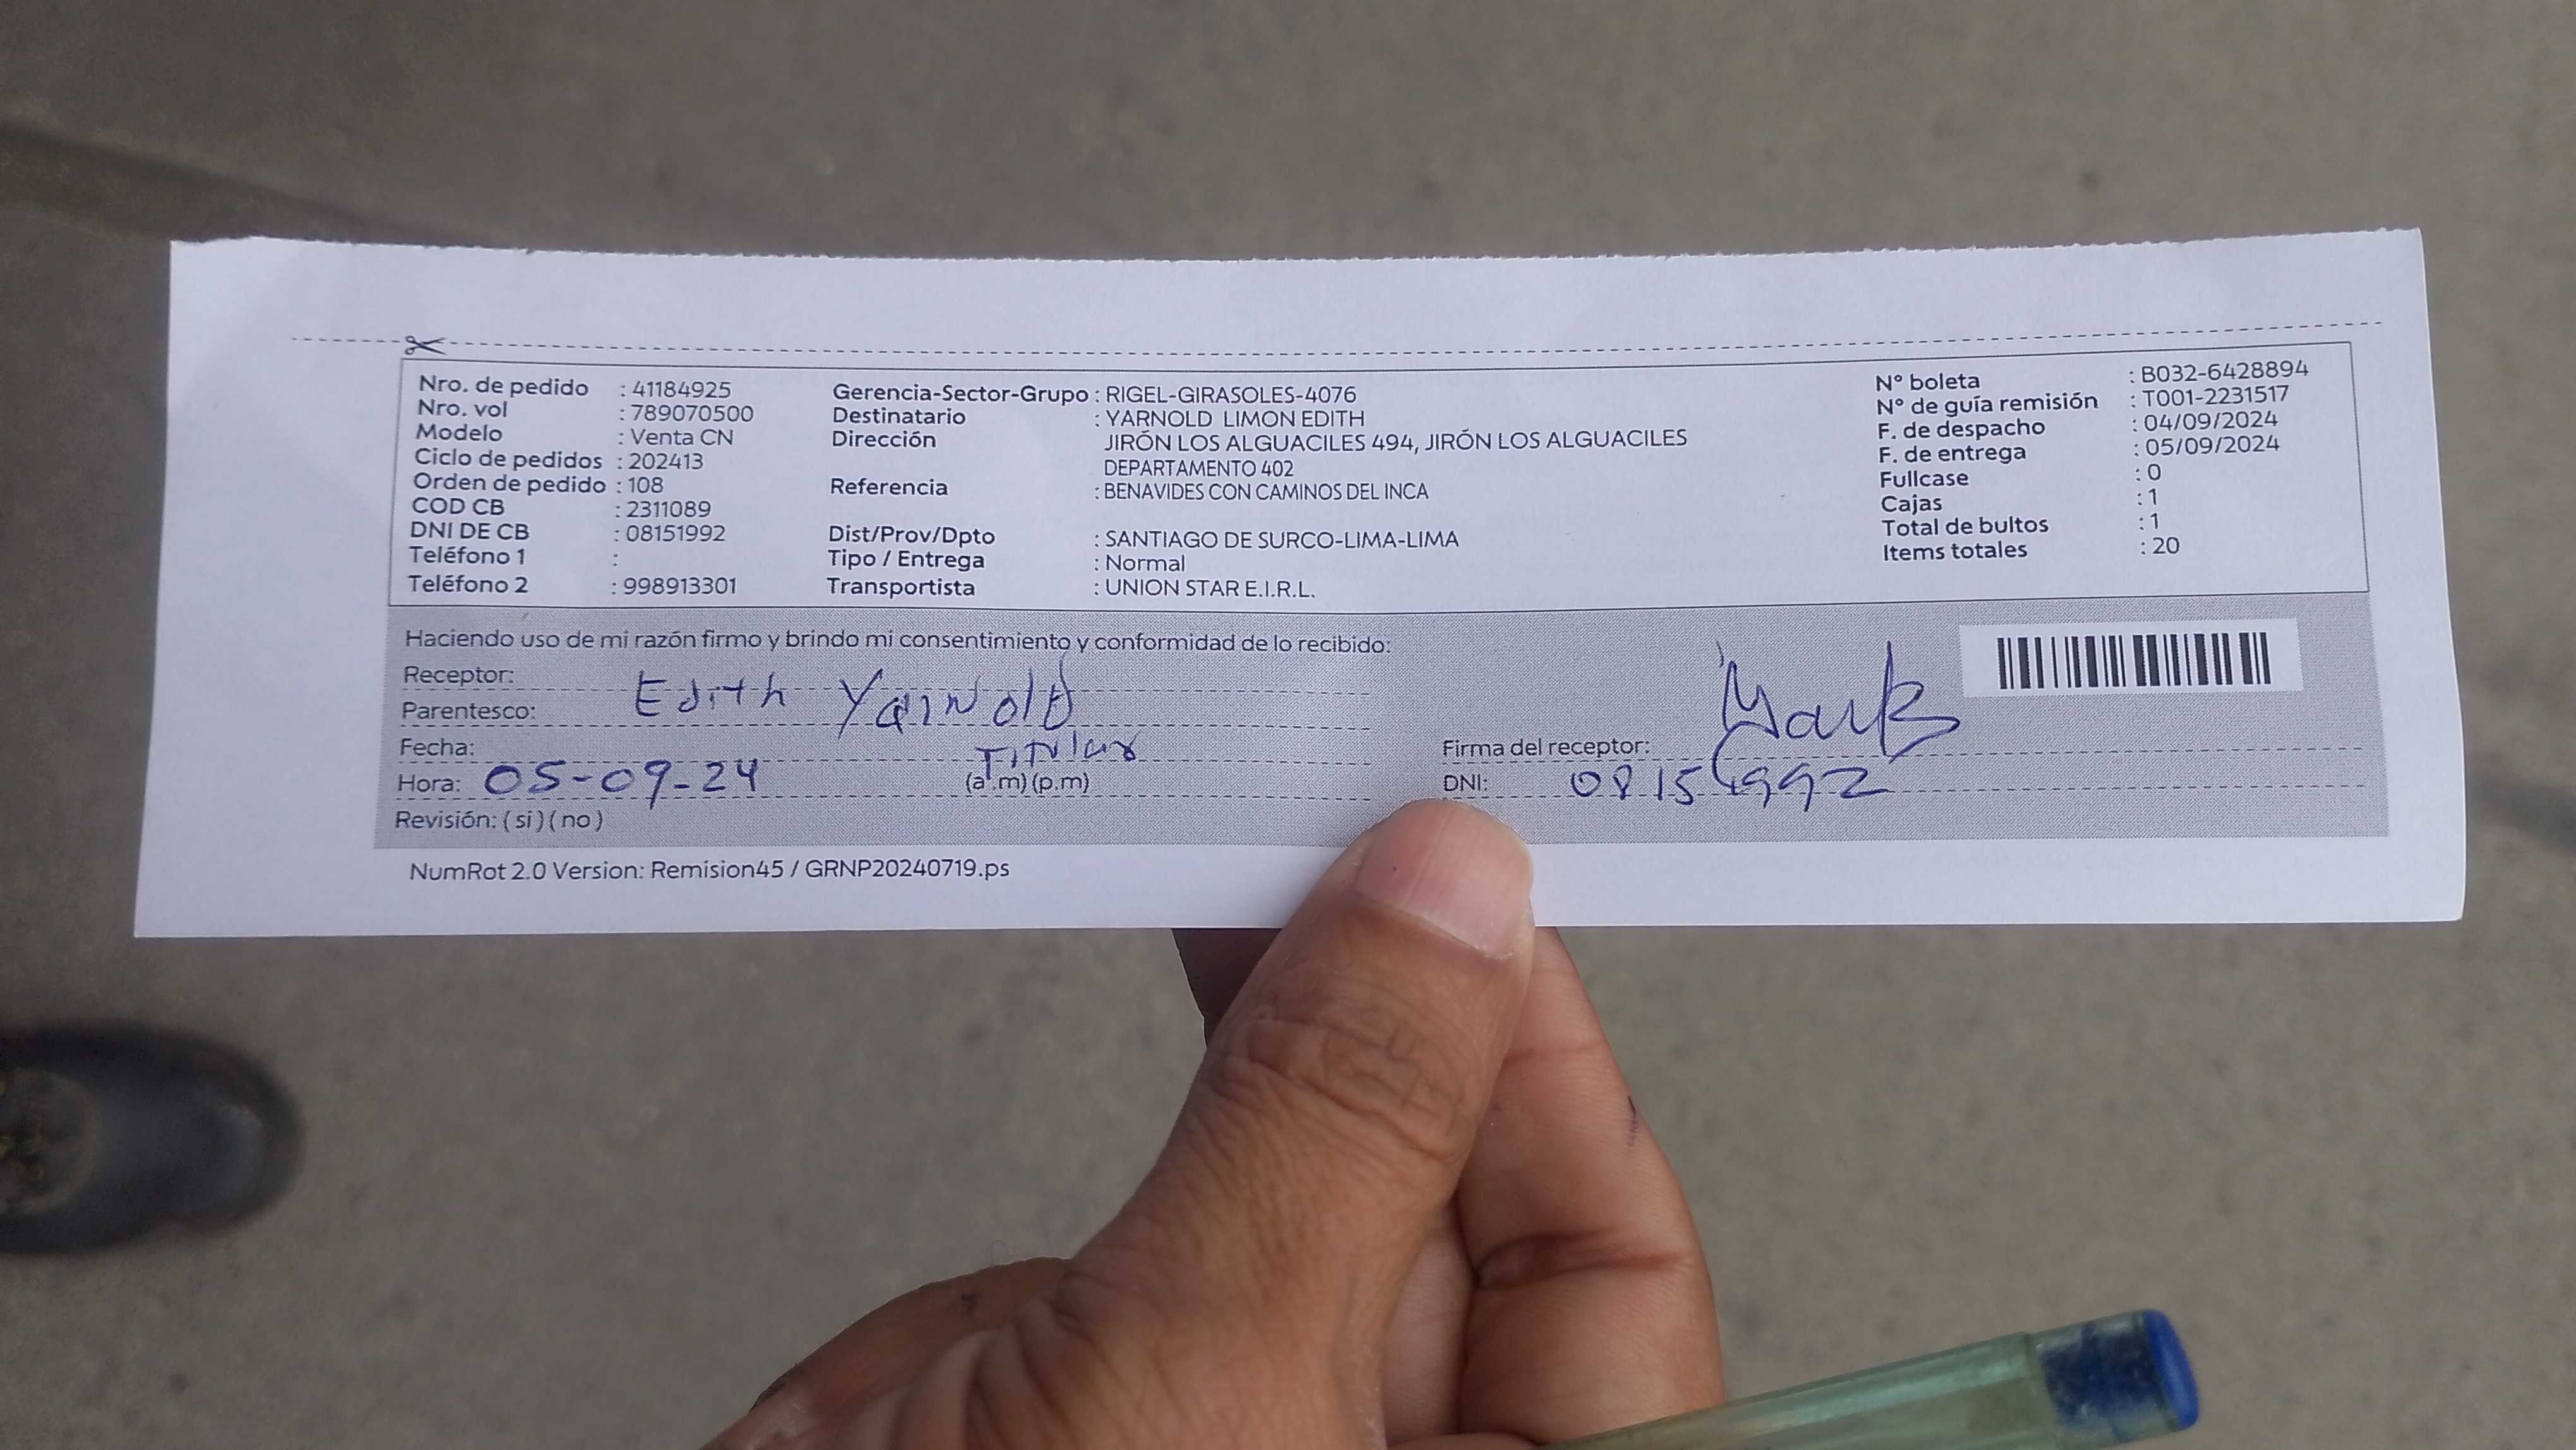 Nro. de pedido : 41184925
Nro. vol : 789070500
Modelo : Venta CN
Ciclo de pedidos : 202413
Orden de pedido : 108
COD CB : 2311089
DNI DE CB : 08151992
Teléfono 1 :
Teléfono 2 : 998913301
Gerencia-Sector-Grupo : RIGEL-GIRASOLES-4076
Destinatario : YARNOLD LIMON EDITH
Dirección JIRÓN LOS ALGUACILES 494, JIRÓN LOS ALGUACILES
DEPARTAMENTO 402
Referencia : BENAVIDES CON CAMINOS DEL INCA
Dist/Prov/Dpto : SANTIAGO DE SURCO-LIMA-LIMA
Tipo / Entrega : Normal
Transportista : UNION STAR E.I.R.L.
N° boleta : B032-6428894
N° de guía remisión : T001-2231517
F. de despacho : 04/09/2024
F. de entrega : 05/09/2024
Fullcase : 0
Cajas : 1
Total de bultos : 1
Items totales : 20
Haciendo uso de mi razón firmo y brindo mi consentimiento y conformidad de lo recibido:
Receptor: Edith Yarnold
Parentesco:
Fecha: Titular
Hora: 05-09-24 (a.m) (p.m)
Revisión: ( si ) ( no )
Firma del receptor:
DNI: 08151992
NumRot 2.0 Version: Remision45 / GRNP20240719.ps